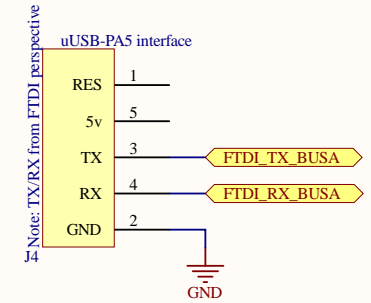 uUSB-PA5 interface
Note: TX/RX from FTDI perspective
RES 1
5v 5
TX 3 FTDI_TX_BUSA
RX 4 FTDI_RX_BUSA
GND 2
J4
GND